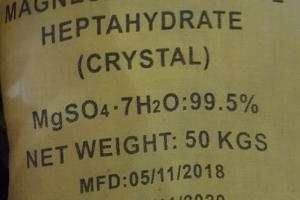 HEPTAHYDRATE
(CRYSTAL)
MgSO4·7H2O:99.5%
NET WEIGHT: 50 KGS
MFD:05/11/2018